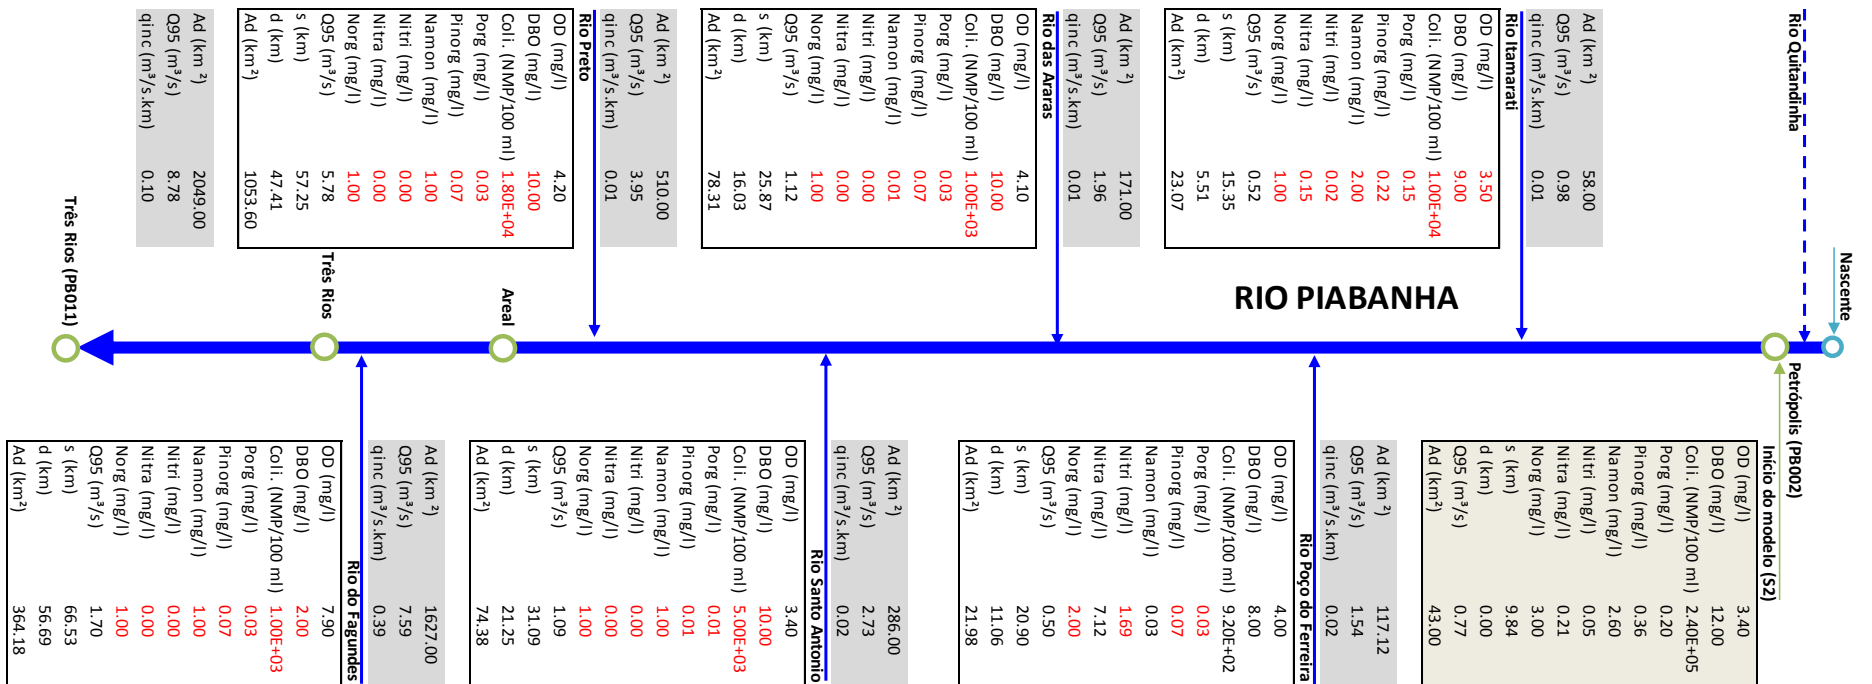 Nascente
Rio Quitandinha
Petrópolis (PB002)
Início do modelo (S2)
OD (mg/l) 3.40
DBO (mg/l) 12.00
Coli. (NMP/100 ml) 2.40E+05
Porg (mg/l) 0.20
Pinorg (mg/l) 0.36
Namon (mg/l) 2.60
Nitri (mg/l) 0.05
Nitra (mg/l) 0.21
Norg (mg/l) 3.00
s (km) 9.84
d (km) 0.00
Q95 (m³/s) 0.77
Ad (km²) 43.00
RIO PIABANHA
Ad (km ²) 58.00
Q95 (m³/s) 0.98
qinc (m³/s.km) 0.01
Rio Itamarati
OD (mg/l) 3.50
DBO (mg/l) 9.00
Coli. (NMP/100 ml) 1.00E+04
Porg (mg/l) 0.15
Pinorg (mg/l) 0.22
Namon (mg/l) 2.00
Nitri (mg/l) 0.02
Nitra (mg/l) 0.15
Norg (mg/l) 1.00
Q95 (m³/s) 0.52
s (km) 15.35
d (km) 5.51
Ad (km²) 23.07
Ad (km ²) 117.12
Q95 (m³/s) 1.54
qinc (m³/s.km) 0.02
Rio Poço do Ferreira
OD (mg/l) 4.00
DBO (mg/l) 8.00
Coli. (NMP/100 ml) 9.20E+02
Porg (mg/l) 0.03
Pinorg (mg/l) 0.07
Namon (mg/l) 0.03
Nitri (mg/l) 1.69
Nitra (mg/l) 7.12
Norg (mg/l) 2.00
Q95 (m³/s) 0.50
s (km) 20.90
d (km) 11.06
Ad (km²) 21.98
Ad (km ²) 171.00
Q95 (m³/s) 1.96
qinc (m³/s.km) 0.01
Rio das Araras
OD (mg/l) 4.10
DBO (mg/l) 10.00
Coli. (NMP/100 ml) 1.00E+03
Porg (mg/l) 0.03
Pinorg (mg/l) 0.07
Namon (mg/l) 0.01
Nitri (mg/l) 0.00
Nitra (mg/l) 0.00
Norg (mg/l) 1.00
Q95 (m³/s) 1.12
s (km) 25.87
d (km) 16.03
Ad (km²) 78.31
Ad (km ²) 286.00
Q95 (m³/s) 2.73
qinc (m³/s.km) 0.02
Rio Santo Antonio
OD (mg/l) 3.40
DBO (mg/l) 10.00
Coli. (NMP/100 ml) 5.00E+03
Porg (mg/l) 0.01
Pinorg (mg/l) 0.01
Namon (mg/l) 1.00
Nitri (mg/l) 0.00
Nitra (mg/l) 0.00
Norg (mg/l) 1.00
Q95 (m³/s) 1.09
s (km) 31.09
d (km) 21.25
Ad (km²) 74.38
Ad (km ²) 510.00
Q95 (m³/s) 3.95
qinc (m³/s.km) 0.01
Rio Preto
OD (mg/l) 4.20
DBO (mg/l) 10.00
Coli. (NMP/100 ml) 1.80E+04
Porg (mg/l) 0.03
Pinorg (mg/l) 0.07
Namon (mg/l) 1.00
Nitri (mg/l) 0.00
Nitra (mg/l) 0.00
Norg (mg/l) 1.00
Q95 (m³/s) 5.78
s (km) 57.25
d (km) 47.41
Ad (km²) 1053.60
Areal
Ad (km ²) 1627.00
Q95 (m³/s) 7.59
qinc (m³/s.km) 0.39
Rio do Fagundes
OD (mg/l) 7.90
DBO (mg/l) 2.00
Coli. (NMP/100 ml) 1.00E+03
Porg (mg/l) 0.03
Pinorg (mg/l) 0.07
Namon (mg/l) 1.00
Nitri (mg/l) 0.00
Nitra (mg/l) 0.00
Norg (mg/l) 1.00
Q95 (m³/s) 1.70
s (km) 66.53
d (km) 56.69
Ad (km²) 364.18
Três Rios
Ad (km ²) 2049.00
Q95 (m³/s) 8.78
qinc (m³/s.km) 0.10
Três Rios (PB011)